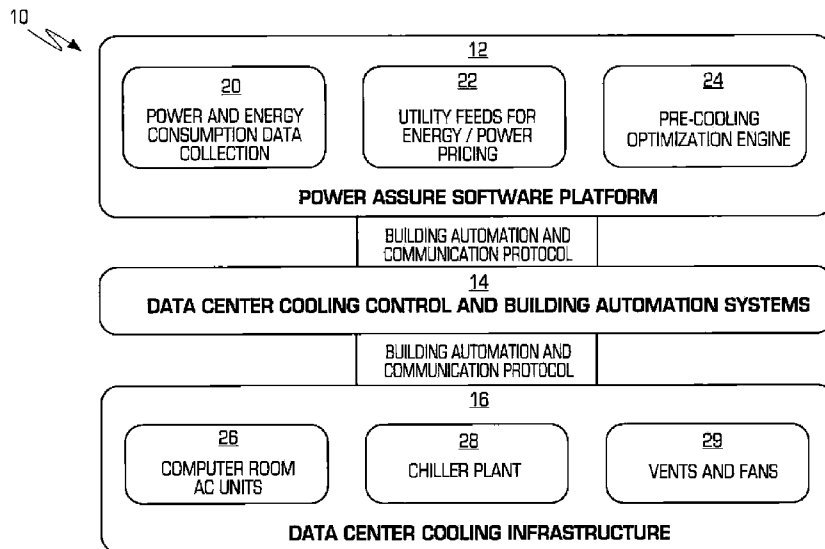 10
12
20
POWER AND ENERGY
CONSUMPTION DATA
COLLECTION
22
UTILITY FEEDS FOR
ENERGY / POWER
PRICING
24
PRE-COOLING
OPTIMIZATION ENGINE
POWER ASSURE SOFTWARE PLATFORM
BUILDING AUTOMATION AND
COMMUNICATION PROTOCOL
14
DATA CENTER COOLING CONTROL AND BUILDING AUTOMATION SYSTEMS
BUILDING AUTOMATION AND
COMMUNICATION PROTOCOL
16
26
COMPUTER ROOM
AC UNITS
28
CHILLER PLANT
29
VENTS AND FANS
DATA CENTER COOLING INFRASTRUCTURE